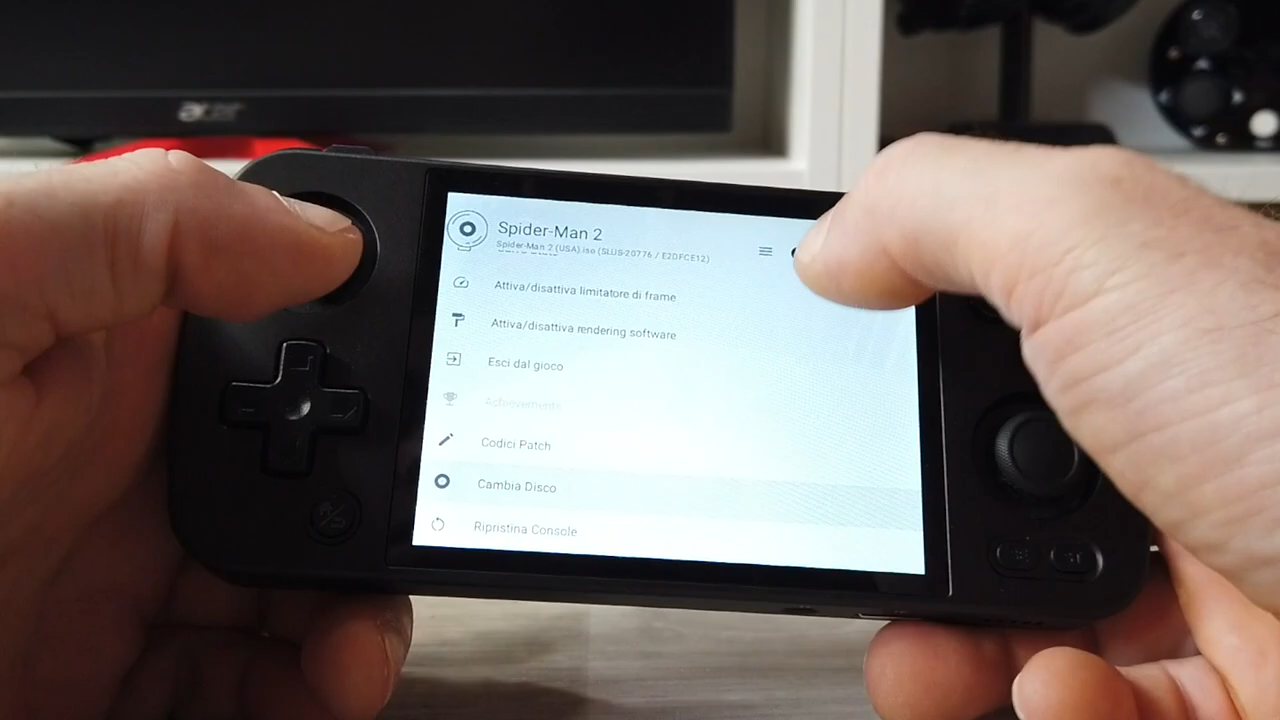 acer
Spider-Man 2
Spider-Man 2 (USA).iso (SLUS-20776 / E2DFCE12)
Attiva/disattiva limitatore di frame
Attiva/disattiva rendering software
Esci dal gioco
Achievements
Codici Patch
Cambia Disco
Ripristina Console